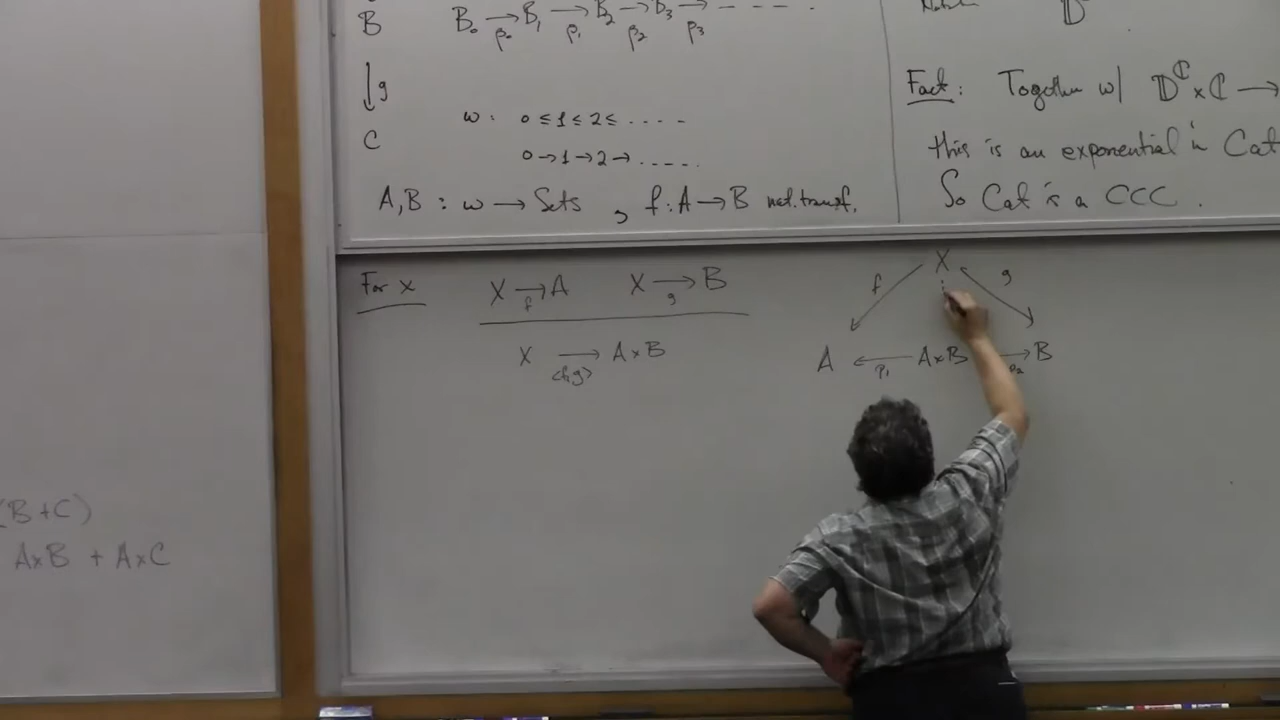 B B₀ →β₀ B₁ →β₁ B₂ →β₂ B₃ →β₃ - - - - .
↓g
C
ω: 0 ≤ 1 ≤ 2 ≤ . . . .
0 → 1 → 2 → . . . . .
A, B : ω → Sets , f: A → B nat. transf.
𝔻
Fact: Together w/ 𝔻^ℂ × ℂ →
this is an exponential in Cat
So Cat is a CCC.
For ×
X →f A X →g B
X →<f,g> A×B
X
f g
A ←p₁ A×B →p₂ B
(B+C)
A×B + A×C